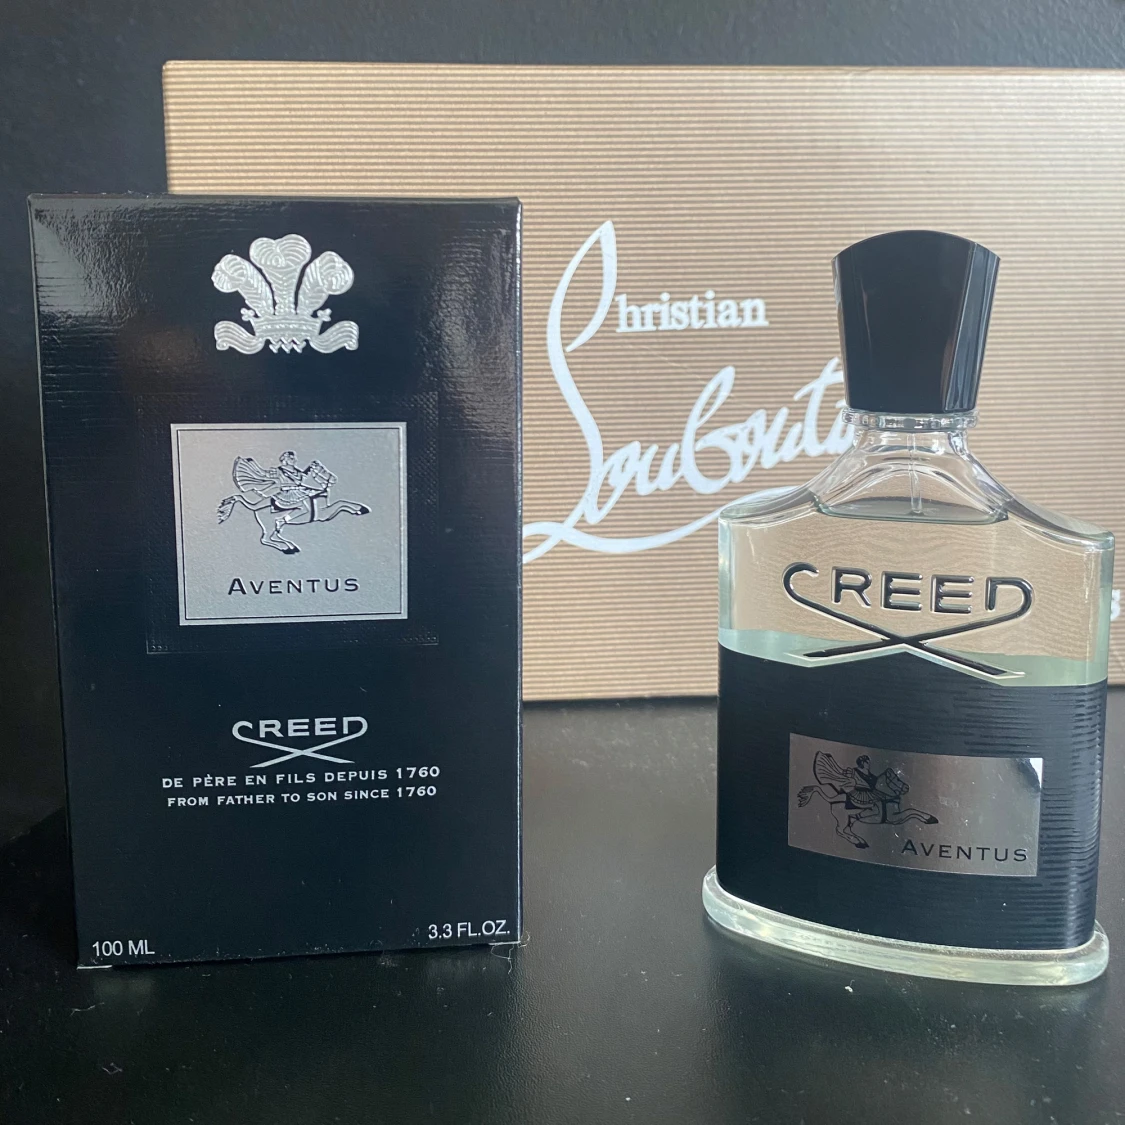 AVENTUS
CREED
DE PÈRE EN FILS DEPUIS 1760
FROM FATHER TO SON SINCE 1760
100 ML
3.3 FL.OZ.
Christian
CREED
AVENTUS